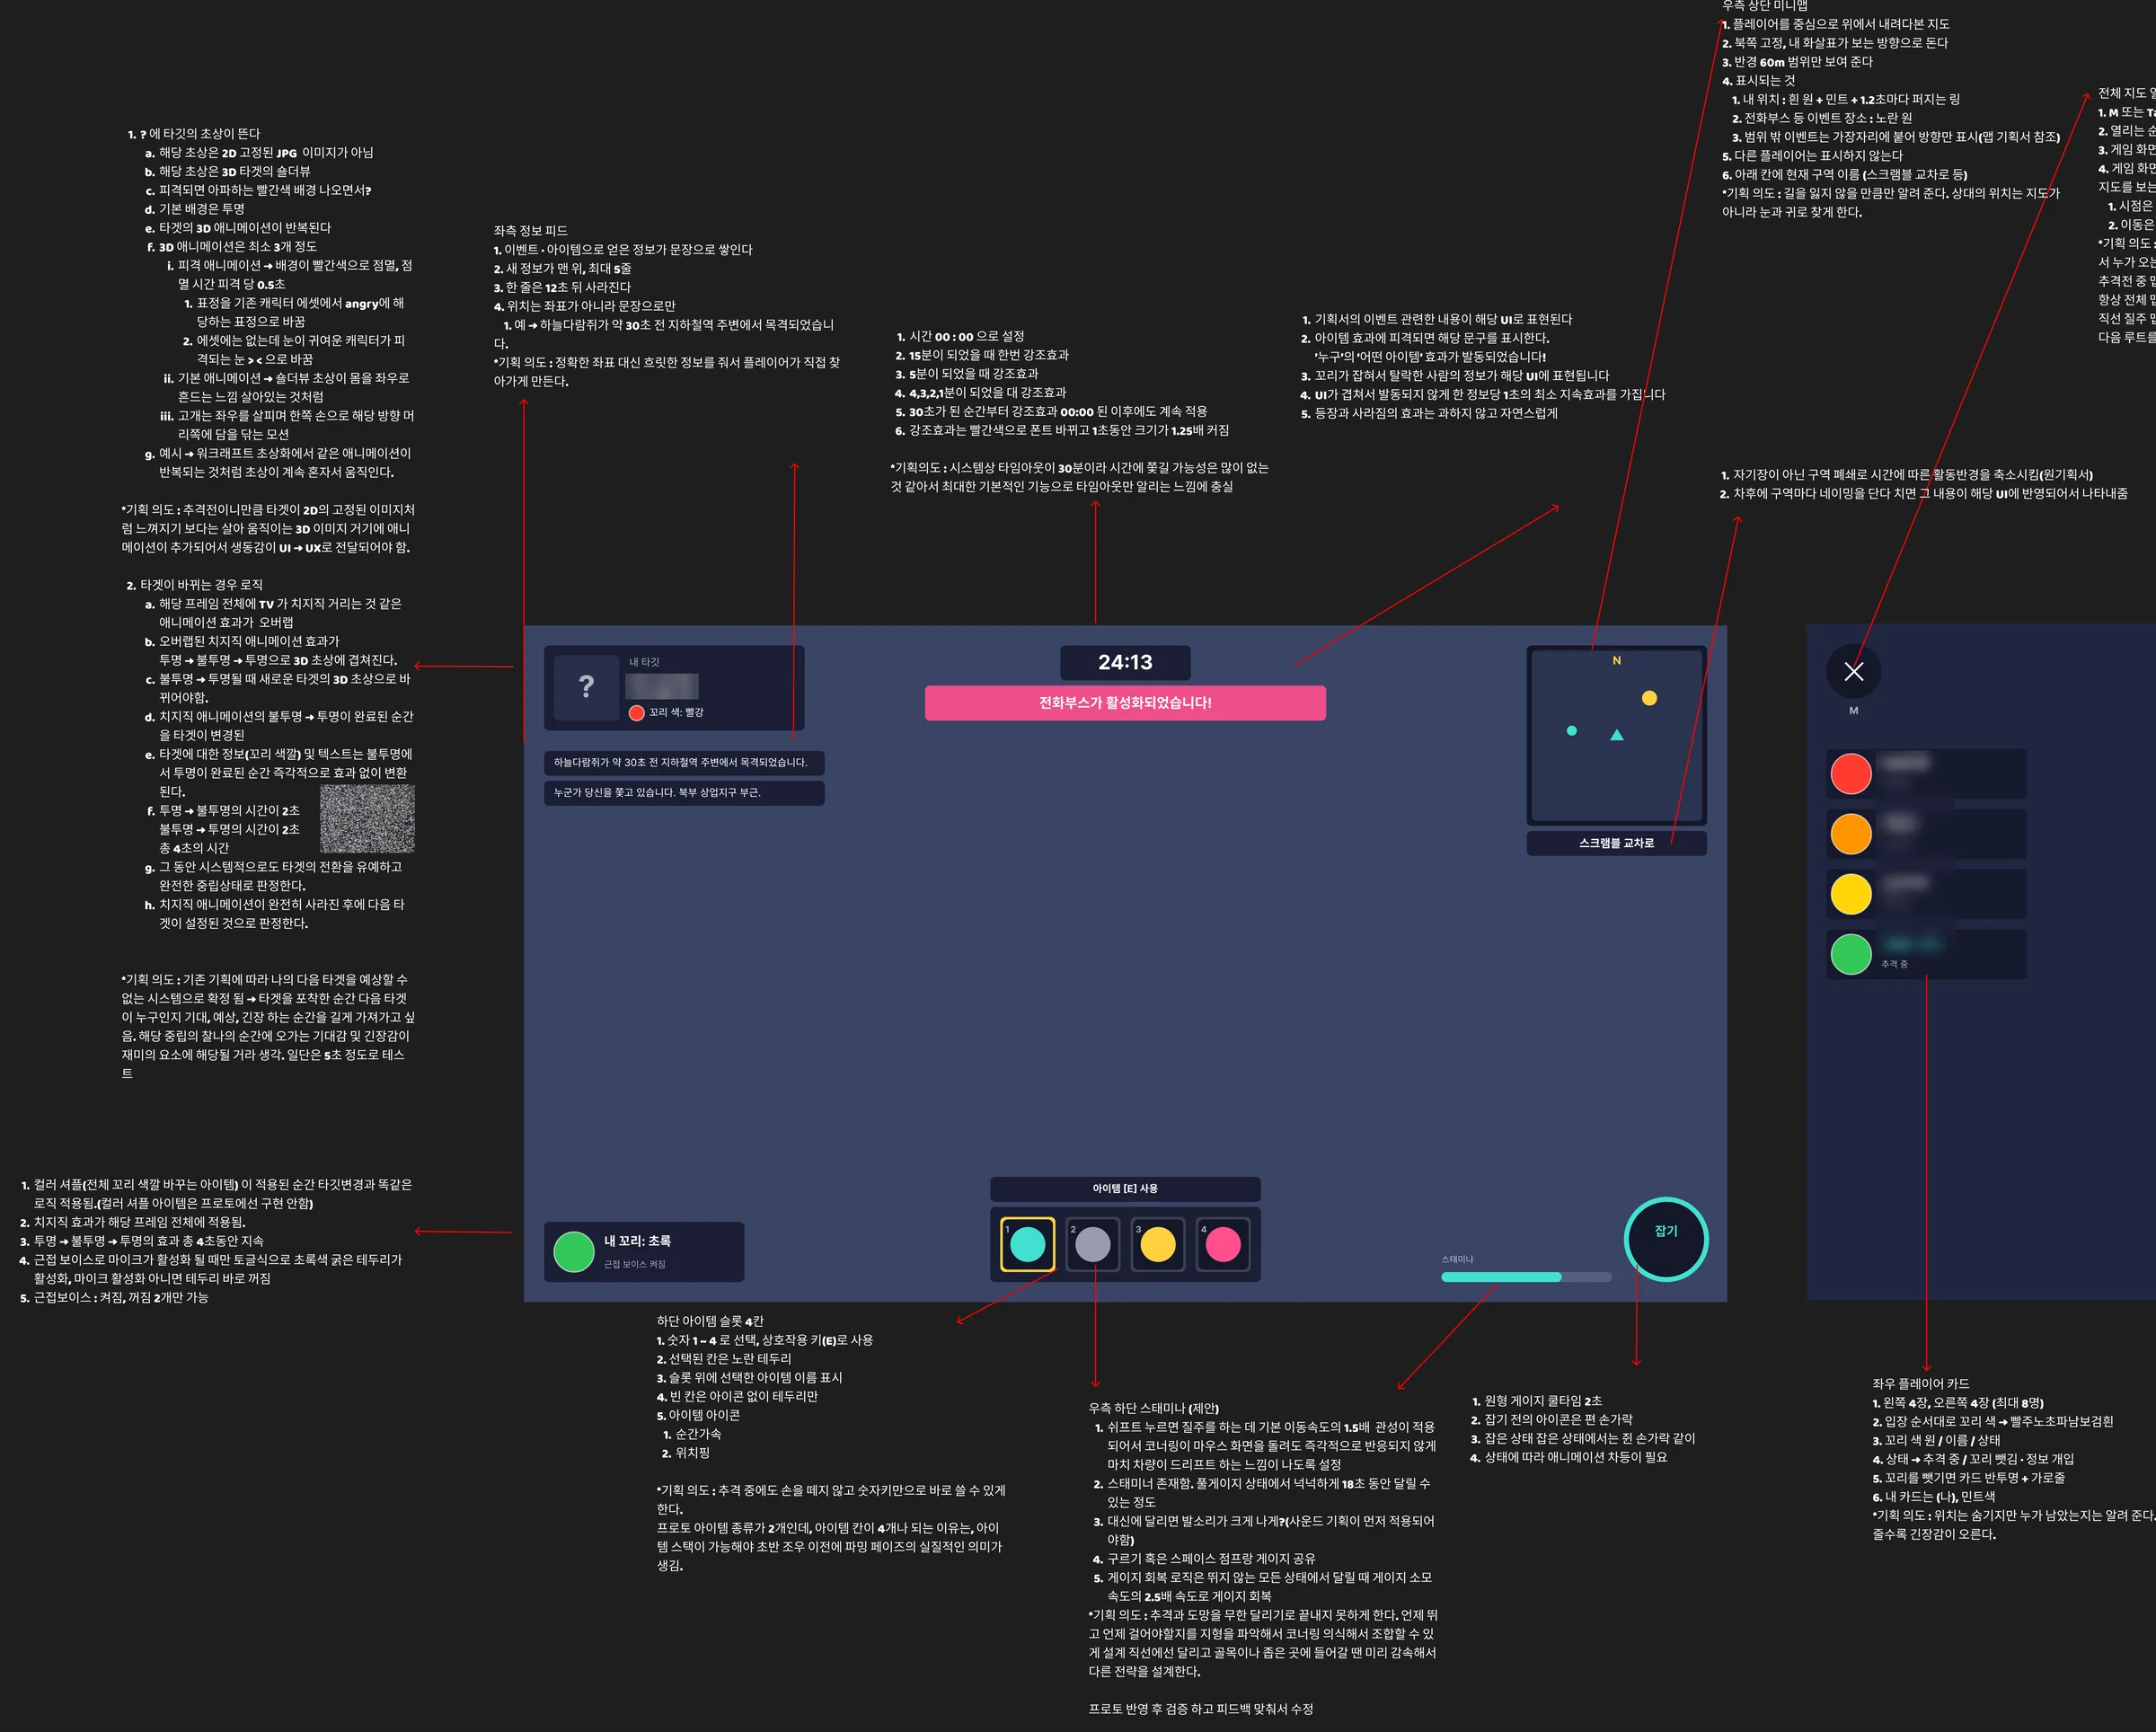 우측 상단 미니맵
1. 플레이어를 중심으로 위에서 내려다본 지도
2. 북쪽 고정, 내 화살표가 보는 방향으로 돈다
3. 반경 60m 범위만 보여 준다
4. 표시되는 것
1. 내 위치 : 흰 원 + 민트 + 1.2초마다 퍼지는 링
2. 전화부스 등 이벤트 장소 : 노란 원
3. 범위 밖 이벤트는 가장자리에 붙어 방향만 표시(맵 기획서 참조)
5. 다른 플레이어는 표시하지 않는다
6. 아래 칸에 현재 구역 이름 (스크램블 교차로 등)
*기획 의도 : 길을 잃지 않을 만큼만 알려 준다. 상대의 위치는 지도가
아니라 눈과 귀로 찾게 한다.
전체 지도 열
1. M 또는 Ta
2. 열리는 순
3. 게임 화면
4. 게임 화면
지도를 보는
1. 시점은
2. 이동은
*기획 의도 :
서 누가 오는
추격전 중 맵
항상 전체 맵
직선 질주 맵
다음 루트를
1. ? 에 타깃의 초상이 뜬다
a. 해당 초상은 2D 고정된 JPG 이미지가 아님
b. 해당 초상은 3D 타겟의 숄더뷰
c. 피격되면 아파하는 빨간색 배경 나오면서?
d. 기본 배경은 투명
e. 타겟의 3D 애니메이션이 반복된다
f. 3D 애니메이션은 최소 3개 정도
i. 피격 애니메이션 → 배경이 빨간색으로 점멸, 점
멸 시간 피격 당 0.5초
1. 표정을 기존 캐릭터 에셋에서 angry에 해
당하는 표정으로 바꿈
2. 에셋에는 없는데 눈이 귀여운 캐릭터가 피
격되는 눈 > < 으로 바꿈
ii. 기본 애니메이션 → 숄더뷰 초상이 몸을 좌우로
흔드는 느낌 살아있는 것처럼
iii. 고개는 좌우를 살피며 한쪽 손으로 해당 방향 머
리쪽에 담을 닦는 모션
g. 예시 → 워크래프트 초상화에서 같은 애니메이션이
반복되는 것처럼 초상이 계속 혼자서 움직인다.
*기획 의도 : 추격전이니만큼 타겟이 2D의 고정된 이미지처
럼 느껴지기 보다는 살아 움직이는 3D 이미지 거기에 애니
메이션이 추가되어서 생동감이 UI → UX로 전달되어야 함.
2. 타겟이 바뀌는 경우 로직
a. 해당 프레임 전체에 TV 가 치지직 거리는 것 같은
애니메이션 효과가 오버랩
b. 오버랩된 치지직 애니메이션 효과가
투명 → 불투명 → 투명으로 3D 초상에 겹쳐진다.
c. 불투명 → 투명될 때 새로운 타겟의 3D 초상으로 바
뀌어야함.
d. 치지직 애니메이션의 불투명 → 투명이 완료된 순간
을 타겟이 변경된
e. 타겟에 대한 정보(꼬리 색깔) 및 텍스트는 불투명에
서 투명이 완료된 순간 즉각적으로 효과 없이 변환
된다.
f. 투명 → 불투명의 시간이 2초
불투명 → 투명의 시간이 2초
총 4초의 시간
g. 그 동안 시스템적으로도 타겟의 전환을 유예하고
완전한 중립상태로 판정한다.
h. 치지직 애니메이션이 완전히 사라진 후에 다음 타
겟이 설정된 것으로 판정한다.
*기획 의도 : 기존 기획에 따라 나의 다음 타겟을 예상할 수
없는 시스템으로 확정 됨 → 타겟을 포착한 순간 다음 타겟
이 누구인지 기대, 예상, 긴장 하는 순간을 길게 가져가고 싶
음. 해당 중립의 찰나의 순간에 오가는 기대감 및 긴장감이
재미의 요소에 해당될 거라 생각. 일단은 5초 정도로 테스
트
좌측 정보 피드
1. 이벤트 · 아이템으로 얻은 정보가 문장으로 쌓인다
2. 새 정보가 맨 위, 최대 5줄
3. 한 줄은 12초 뒤 사라진다
4. 위치는 좌표가 아니라 문장으로만
1. 예 → 하늘다람쥐가 약 30초 전 지하철역 주변에서 목격되었습니
다.
*기획 의도 : 정확한 좌표 대신 흐릿한 정보를 줘서 플레이어가 직접 찾
아가게 만든다.
1. 시간 00 : 00 으로 설정
2. 15분이 되었을 때 한번 강조효과
3. 5분이 되었을 때 강조효과
4. 4,3,2,1분이 되었을 대 강조효과
5. 30초가 된 순간부터 강조효과 00:00 된 이후에도 계속 적용
6. 강조효과는 빨간색으로 폰트 바뀌고 1초동안 크기가 1.25배 커짐
*기획의도 : 시스템상 타임아웃이 30분이라 시간에 쫓길 가능성은 많이 없는
것 같아서 최대한 기본적인 기능으로 타임아웃만 알리는 느낌에 충실
1. 기획서의 이벤트 관련한 내용이 해당 UI로 표현된다
2. 아이템 효과에 피격되면 해당 문구를 표시한다.
'누구'의 '어떤 아이템' 효과가 발동되었습니다!
3. 꼬리가 잡혀서 탈락한 사람의 정보가 해당 UI에 표현됩니다
4. UI가 겹쳐서 발동되지 않게 한 정보당 1초의 최소 지속효과를 가집니다
5. 등장과 사라짐의 효과는 과하지 않고 자연스럽게
1. 자기장이 아닌 구역 폐쇄로 시간에 따른 활동반경을 축소시킴(원기획서)
2. 차후에 구역마다 네이밍을 단다 치면 그 내용이 해당 UI에 반영되어서 나타내줌
?
내 타깃
꼬리 색: 빨강
24:13
전화부스가 활성화되었습니다!
N
스크램블 교차로
하늘다람쥐가 약 30초 전 지하철역 주변에서 목격되었습니다.
누군가 당신을 쫓고 있습니다. 북부 상업지구 부근.
M
추격 중
1. 컬러 셔플(전체 꼬리 색깔 바꾸는 아이템) 이 적용된 순간 타깃변경과 똑같은
로직 적용됨.(컬러 셔플 아이템은 프로토에선 구현 안함)
2. 치지직 효과가 해당 프레임 전체에 적용됨.
3. 투명 → 불투명 → 투명의 효과 총 4초동안 지속
4. 근접 보이스로 마이크가 활성화 될 때만 토글식으로 초록색 굵은 테두리가
활성화, 마이크 활성화 아니면 테두리 바로 꺼짐
5. 근접보이스 : 켜짐, 꺼짐 2개만 가능
내 꼬리: 초록
근접 보이스 켜짐
아이템 [E] 사용
1
2
3
4
스태미나
잡기
하단 아이템 슬롯 4칸
1. 숫자 1 ~ 4 로 선택, 상호작용 키(E)로 사용
2. 선택된 칸은 노란 테두리
3. 슬롯 위에 선택한 아이템 이름 표시
4. 빈 칸은 아이콘 없이 테두리만
5. 아이템 아이콘
1. 순간가속
2. 위치핑
*기획 의도 : 추격 중에도 손을 떼지 않고 숫자키만으로 바로 쓸 수 있게
한다.
프로토 아이템 종류가 2개인데, 아이템 칸이 4개나 되는 이유는, 아이
템 스택이 가능해야 초반 조우 이전에 파밍 페이즈의 실질적인 의미가
생김.
우측 하단 스태미나 (제안)
1. 쉬프트 누르면 질주를 하는 데 기본 이동속도의 1.5배 관성이 적용
되어서 코너링이 마우스 화면을 돌려도 즉각적으로 반응되지 않게
마치 차량이 드리프트 하는 느낌이 나도록 설정
2. 스태미너 존재함. 풀게이지 상태에서 넉넉하게 18초 동안 달릴 수
있는 정도
3. 대신에 달리면 발소리가 크게 나게?(사운드 기획이 먼저 적용되어
야함)
4. 구르기 혹은 스페이스 점프랑 게이지 공유
5. 게이지 회복 로직은 뛰지 않는 모든 상태에서 달릴 때 게이지 소모
속도의 2.5배 속도로 게이지 회복
*기획 의도 : 추격과 도망을 무한 달리기로 끝내지 못하게 한다. 언제 뛰
고 언제 걸어야할지를 지형을 파악해서 코너링 의식해서 조합할 수 있
게 설계 직선에선 달리고 골목이나 좁은 곳에 들어갈 땐 미리 감속해서
다른 전략을 설계한다.
프로토 반영 후 검증 하고 피드백 맞춰서 수정
1. 원형 게이지 쿨타임 2초
2. 잡기 전의 아이콘은 편 손가락
3. 잡은 상태 잡은 상태에서는 쥔 손가락 같이
4. 상태에 따라 애니메이션 차등이 필요
좌우 플레이어 카드
1. 왼쪽 4장, 오른쪽 4장 (최대 8명)
2. 입장 순서대로 꼬리 색 → 빨주노초파남보검흰
3. 꼬리 색 원 / 이름 / 상태
4. 상태 → 추격 중 / 꼬리 뺏김 · 정보 개입
5. 꼬리를 뺏기면 카드 반투명 + 가로줄
6. 내 카드는 (나), 민트색
*기획 의도 : 위치는 숨기지만 누가 남았는지는 알려 준다.
줄수록 긴장감이 오른다.